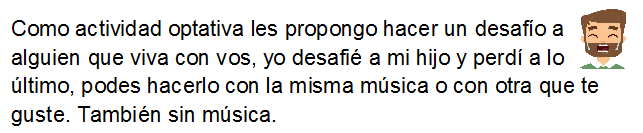 Como actividad optativa les propongo hacer un desafío a
alguien que viva con vos, yo desafié a mi hijo y perdí a lo
último, podes hacerlo con la misma música o con otra que te
guste. También sin música.